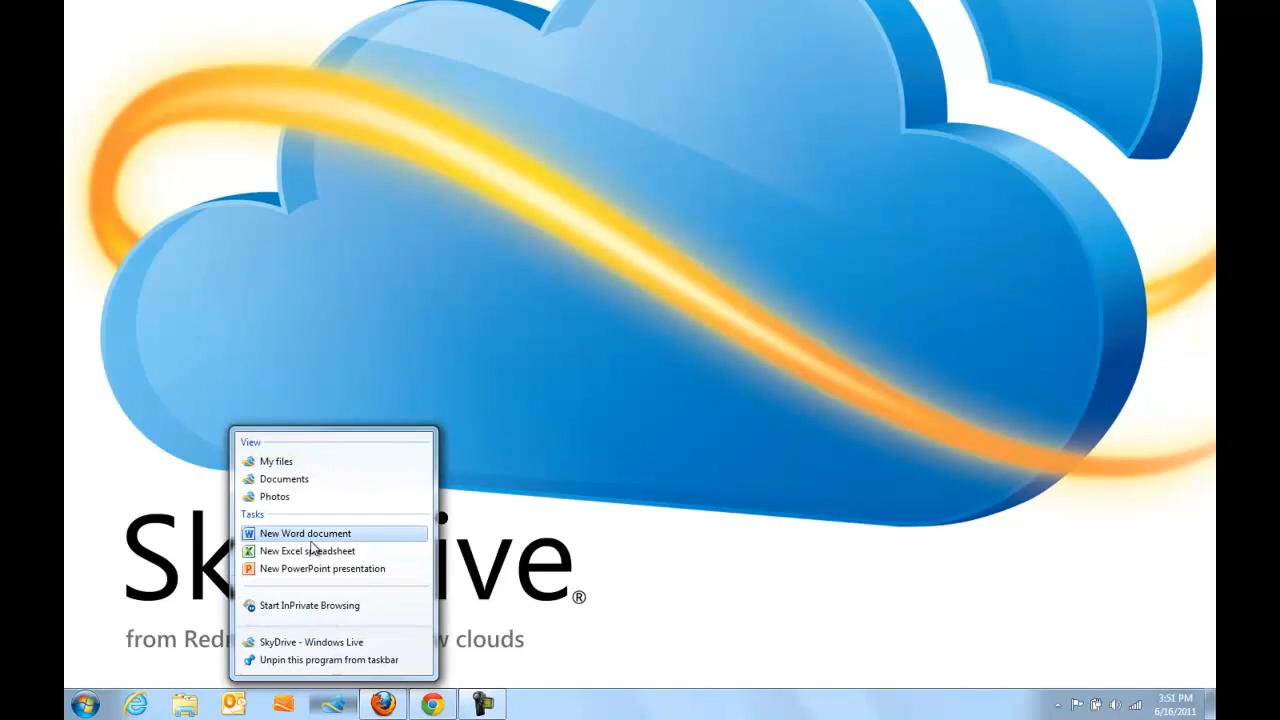 View
My files
Documents
Photos
Tasks
New Word document
New Excel spreadsheet
New PowerPoint presentation
Start InPrivate Browsing
SkyDrive - Windows Live
Unpin this program from taskbar
Sk ive®
from Red w clouds
3:51 PM
6/16/2011